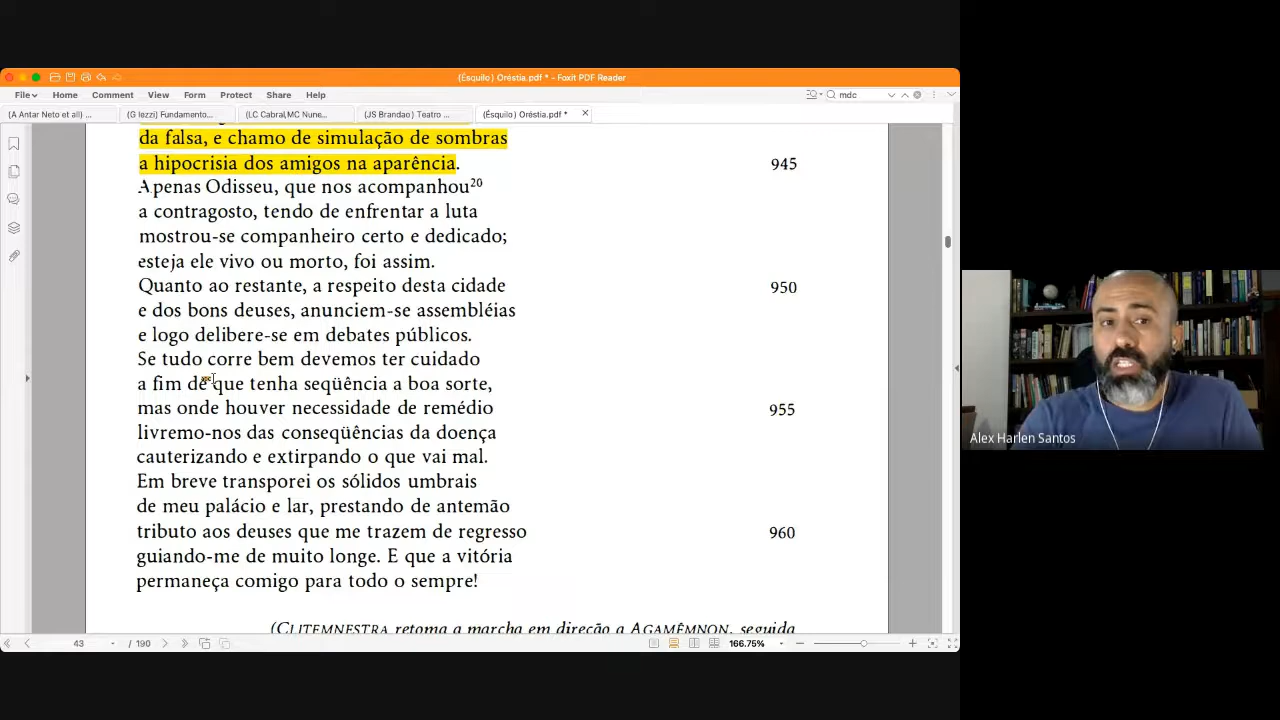 (Ésquilo) Oréstia.pdf * - Foxit PDF Reader
File Home Comment View Form Protect Share Help
mdc
(A Antar Neto et all) ...
(G Iezzi) Fundamento...
(LC Cabral,MC Nune...
(JS Brandao) Teatro ...
(Ésquilo) Oréstia.pdf *
da falsa, e chamo de simulação de sombras
a hipocrisia dos amigos na aparência. 945
Apenas Odisseu, que nos acompanhou20
a contragosto, tendo de enfrentar a luta
mostrou-se companheiro certo e dedicado;
esteja ele vivo ou morto, foi assim.
Quanto ao restante, a respeito desta cidade 950
e dos bons deuses, anunciem-se assembléias
e logo delibere-se em debates públicos.
Se tudo corre bem devemos ter cuidado
a fim de que tenha seqüência a boa sorte,
mas onde houver necessidade de remédio 955
livremo-nos das conseqüências da doença
cauterizando e extirpando o que vai mal.
Em breve transporei os sólidos umbrais
de meu palácio e lar, prestando de antemão
tributo aos deuses que me trazem de regresso 960
guiando-me de muito longe. E que a vitória
permaneça comigo para todo o sempre!
(CLITEMNESTRA retoma a marcha em direção a AGAMÊMNON, seguida
43 / 190 166.75%
Alex Harlen Santos